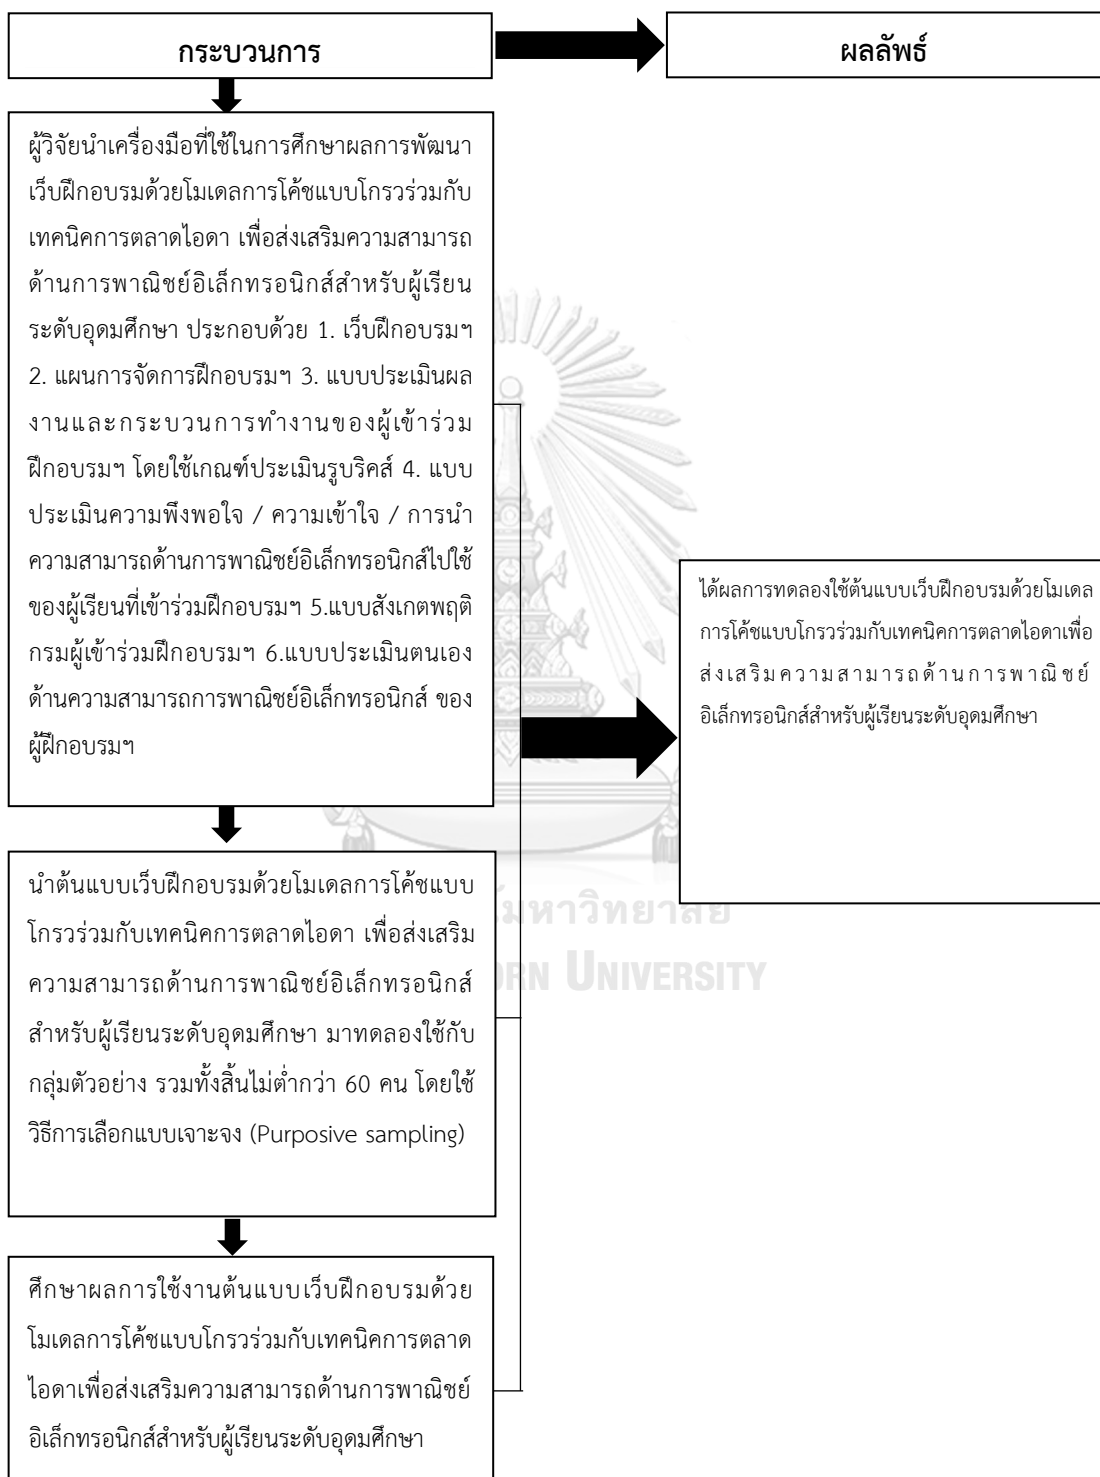 กระบวนการ
ผลลัพธ์
ผู้วิจัยนำเครื่องมือที่ใช้ในการศึกษาผลการพัฒนา
เว็บฝึกอบรมด้วยโมเดลการโค้ชแบบโกรวร่วมกับ
เทคนิคการตลาดไอดา เพื่อส่งเสริมความสามารถ
ด้านการพาณิชย์อิเล็กทรอนิกส์สำหรับผู้เรียน
ระดับอุดมศึกษา ประกอบด้วย 1. เว็บฝึกอบรมฯ
2. แผนการจัดการฝึกอบรมฯ 3. แบบประเมินผล
งานและกระบวนการทำงานของผู้เข้าร่วม
ฝึกอบรมฯ โดยใช้เกณฑ์ประเมินรูบริคส์ 4. แบบ
ประเมินความพึงพอใจ / ความเข้าใจ / การนำ
ความสามารถด้านการพาณิชย์อิเล็กทรอนิกส์ไปใช้
ของผู้เรียนที่เข้าร่วมฝึกอบรมฯ 5.แบบสังเกตพฤติ
กรมผู้เข้าร่วมฝึกอบรมฯ 6.แบบประเมินตนเอง
ด้านความสามารถการพาณิชย์อิเล็กทรอนิกส์ ของ
ผู้ฝึกอบรมฯ
นำต้นแบบเว็บฝึกอบรมด้วยโมเดลการโค้ชแบบ
โกรวร่วมกับเทคนิคการตลาดไอดา เพื่อส่งเสริม
ความสามารถด้านการพาณิชย์อิเล็กทรอนิกส์
สำหรับผู้เรียนระดับอุดมศึกษา มาทดลองใช้กับ
กลุ่มตัวอย่าง รวมทั้งสิ้นไม่ต่ำกว่า 60 คน โดยใช้
วิธีการเลือกแบบเจาะจง (Purposive sampling)
ศึกษาผลการใช้งานต้นแบบเว็บฝึกอบรมด้วย
โมเดลการโค้ชแบบโกรวร่วมกับเทคนิคการตลาด
ไอดาเพื่อส่งเสริมความสามารถด้านการพาณิชย์
อิเล็กทรอนิกส์สำหรับผู้เรียนระดับอุดมศึกษา
ได้ผลการทดลองใช้ต้นแบบเว็บฝึกอบรมด้วยโมเดล
การโค้ชแบบโกรวร่วมกับเทคนิคการตลาดไอดาเพื่อ
ส่งเสริมความสามารถด้านการพาณิชย์
อิเล็กทรอนิกส์สำหรับผู้เรียนระดับอุดมศึกษา
มหาวิทยาลัย
UNIVERSITY